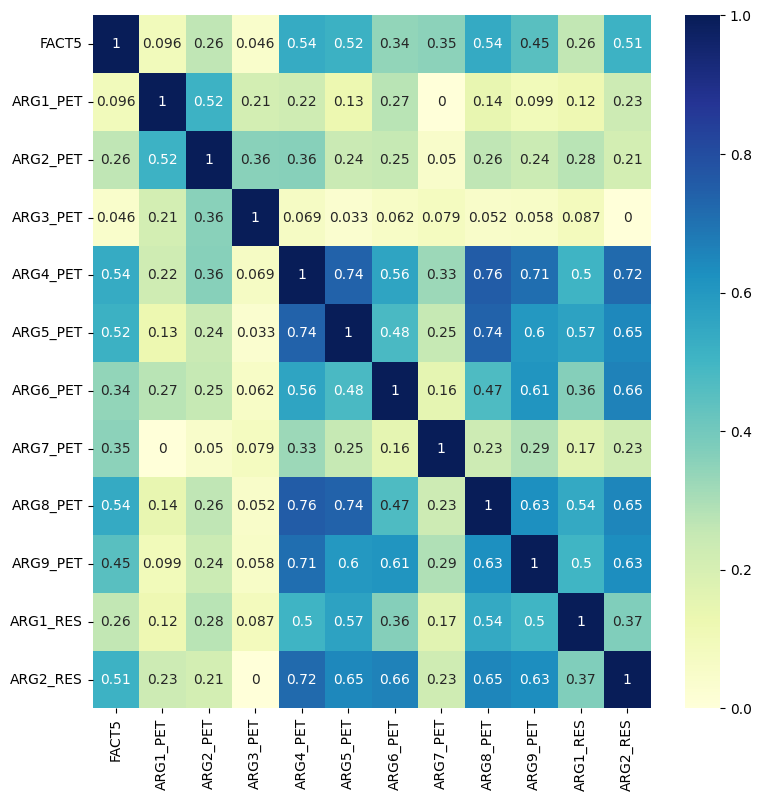 FACT5 1 0.096 0.26 0.046 0.54 0.52 0.34 0.35 0.54 0.45 0.26 0.51
ARG1_PET 0.096 1 0.52 0.21 0.22 0.13 0.27 0 0.14 0.099 0.12 0.23
ARG2_PET 0.26 0.52 1 0.36 0.36 0.24 0.25 0.05 0.26 0.24 0.28 0.21
ARG3_PET 0.046 0.21 0.36 1 0.069 0.033 0.062 0.079 0.052 0.058 0.087 0
ARG4_PET 0.54 0.22 0.36 0.069 1 0.74 0.56 0.33 0.76 0.71 0.5 0.72
ARG5_PET 0.52 0.13 0.24 0.033 0.74 1 0.48 0.25 0.74 0.6 0.57 0.65
ARG6_PET 0.34 0.27 0.25 0.062 0.56 0.48 1 0.16 0.47 0.61 0.36 0.66
ARG7_PET 0.35 0 0.05 0.079 0.33 0.25 0.16 1 0.23 0.29 0.17 0.23
ARG8_PET 0.54 0.14 0.26 0.052 0.76 0.74 0.47 0.23 1 0.63 0.54 0.65
ARG9_PET 0.45 0.099 0.24 0.058 0.71 0.6 0.61 0.29 0.63 1 0.5 0.63
ARG1_RES 0.26 0.12 0.28 0.087 0.5 0.57 0.36 0.17 0.54 0.5 1 0.37
ARG2_RES 0.51 0.23 0.21 0 0.72 0.65 0.66 0.23 0.65 0.63 0.37 1
FACT5 ARG1_PET ARG2_PET ARG3_PET ARG4_PET ARG5_PET ARG6_PET ARG7_PET ARG8_PET ARG9_PET ARG1_RES ARG2_RES
1.0
0.8
0.6
0.4
0.2
0.0